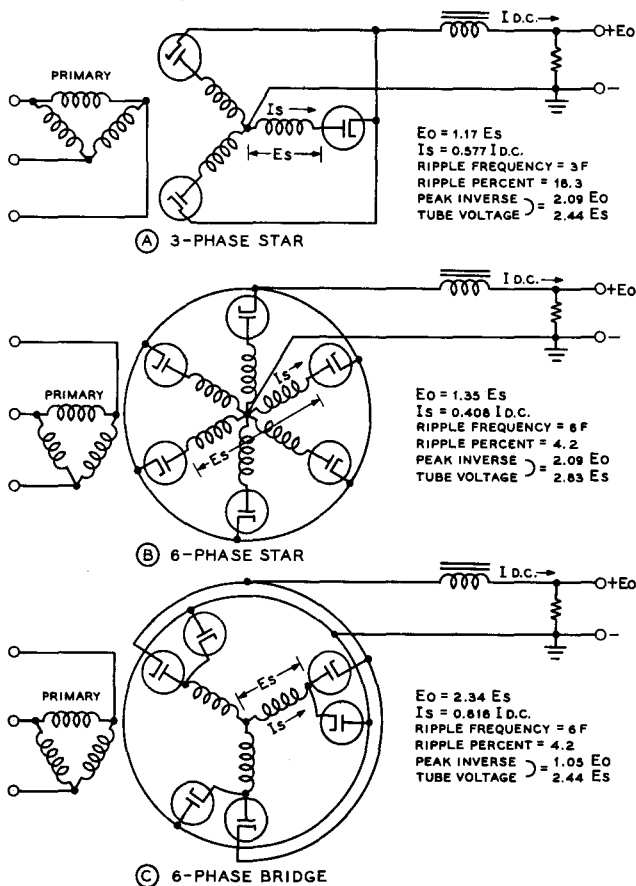 I D.C. →
+Eo
−
PRIMARY
Is
Es
Eo = 1.17 Es
Is = 0.577 I D.C.
RIPPLE FREQUENCY = 3F
RIPPLE PERCENT = 18.3
PEAK INVERSE ) = 2.09 Eo
TUBE VOLTAGE 2.44 Es
Ⓐ 3-PHASE STAR
I D.C. →
+Eo
−
PRIMARY
Is
Es
Eo = 1.35 Es
Is = 0.408 I D.C.
RIPPLE FREQUENCY = 6F
RIPPLE PERCENT = 4.2
PEAK INVERSE ) = 2.09 Eo
TUBE VOLTAGE 2.83 Es
Ⓑ 6-PHASE STAR
I D.C. →
+Eo
−
PRIMARY
Es
Is
Eo = 2.34 Es
Is = 0.816 I D.C.
RIPPLE FREQUENCY = 6F
RIPPLE PERCENT = 4.2
PEAK INVERSE ) = 1.05 Eo
TUBE VOLTAGE 2.44 Es
Ⓒ 6-PHASE BRIDGE